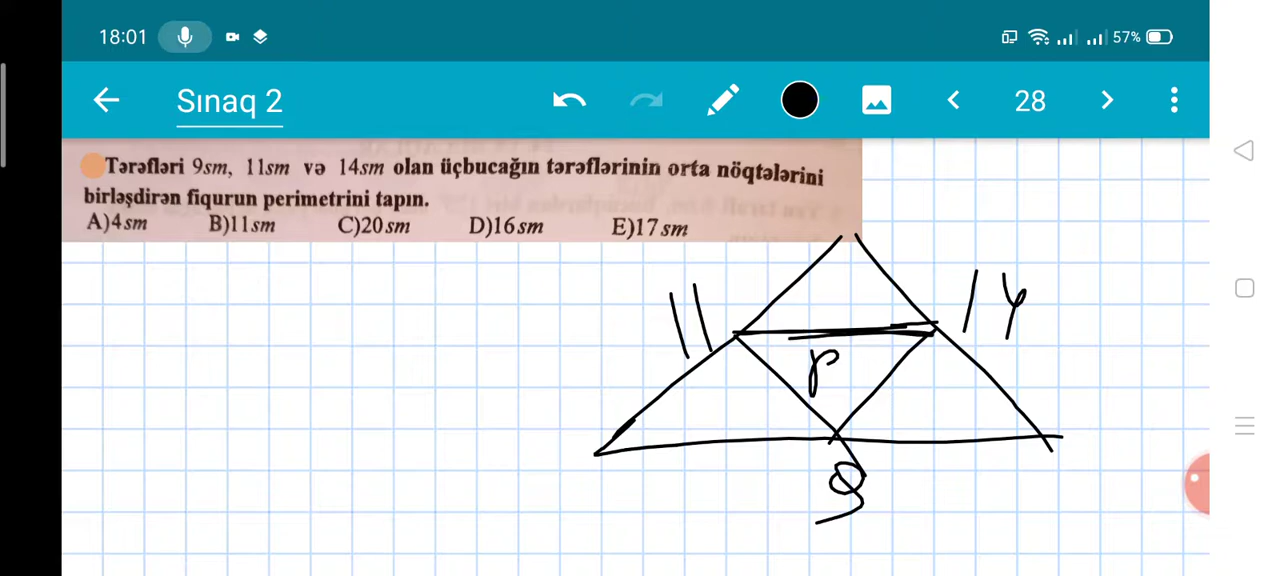 18:01
57%
Sınaq 2
28
Tərəfləri 9sm, 11sm və 14sm olan üçbucağın tərəflərinin orta nöqtələrini
birləşdirən fiqurun perimetrini tapın.
A)4sm B)11sm C)20sm D)16sm E)17sm
11
14
P
9